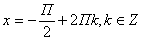 x = −П/2 + 2Пk, k ∈ Z